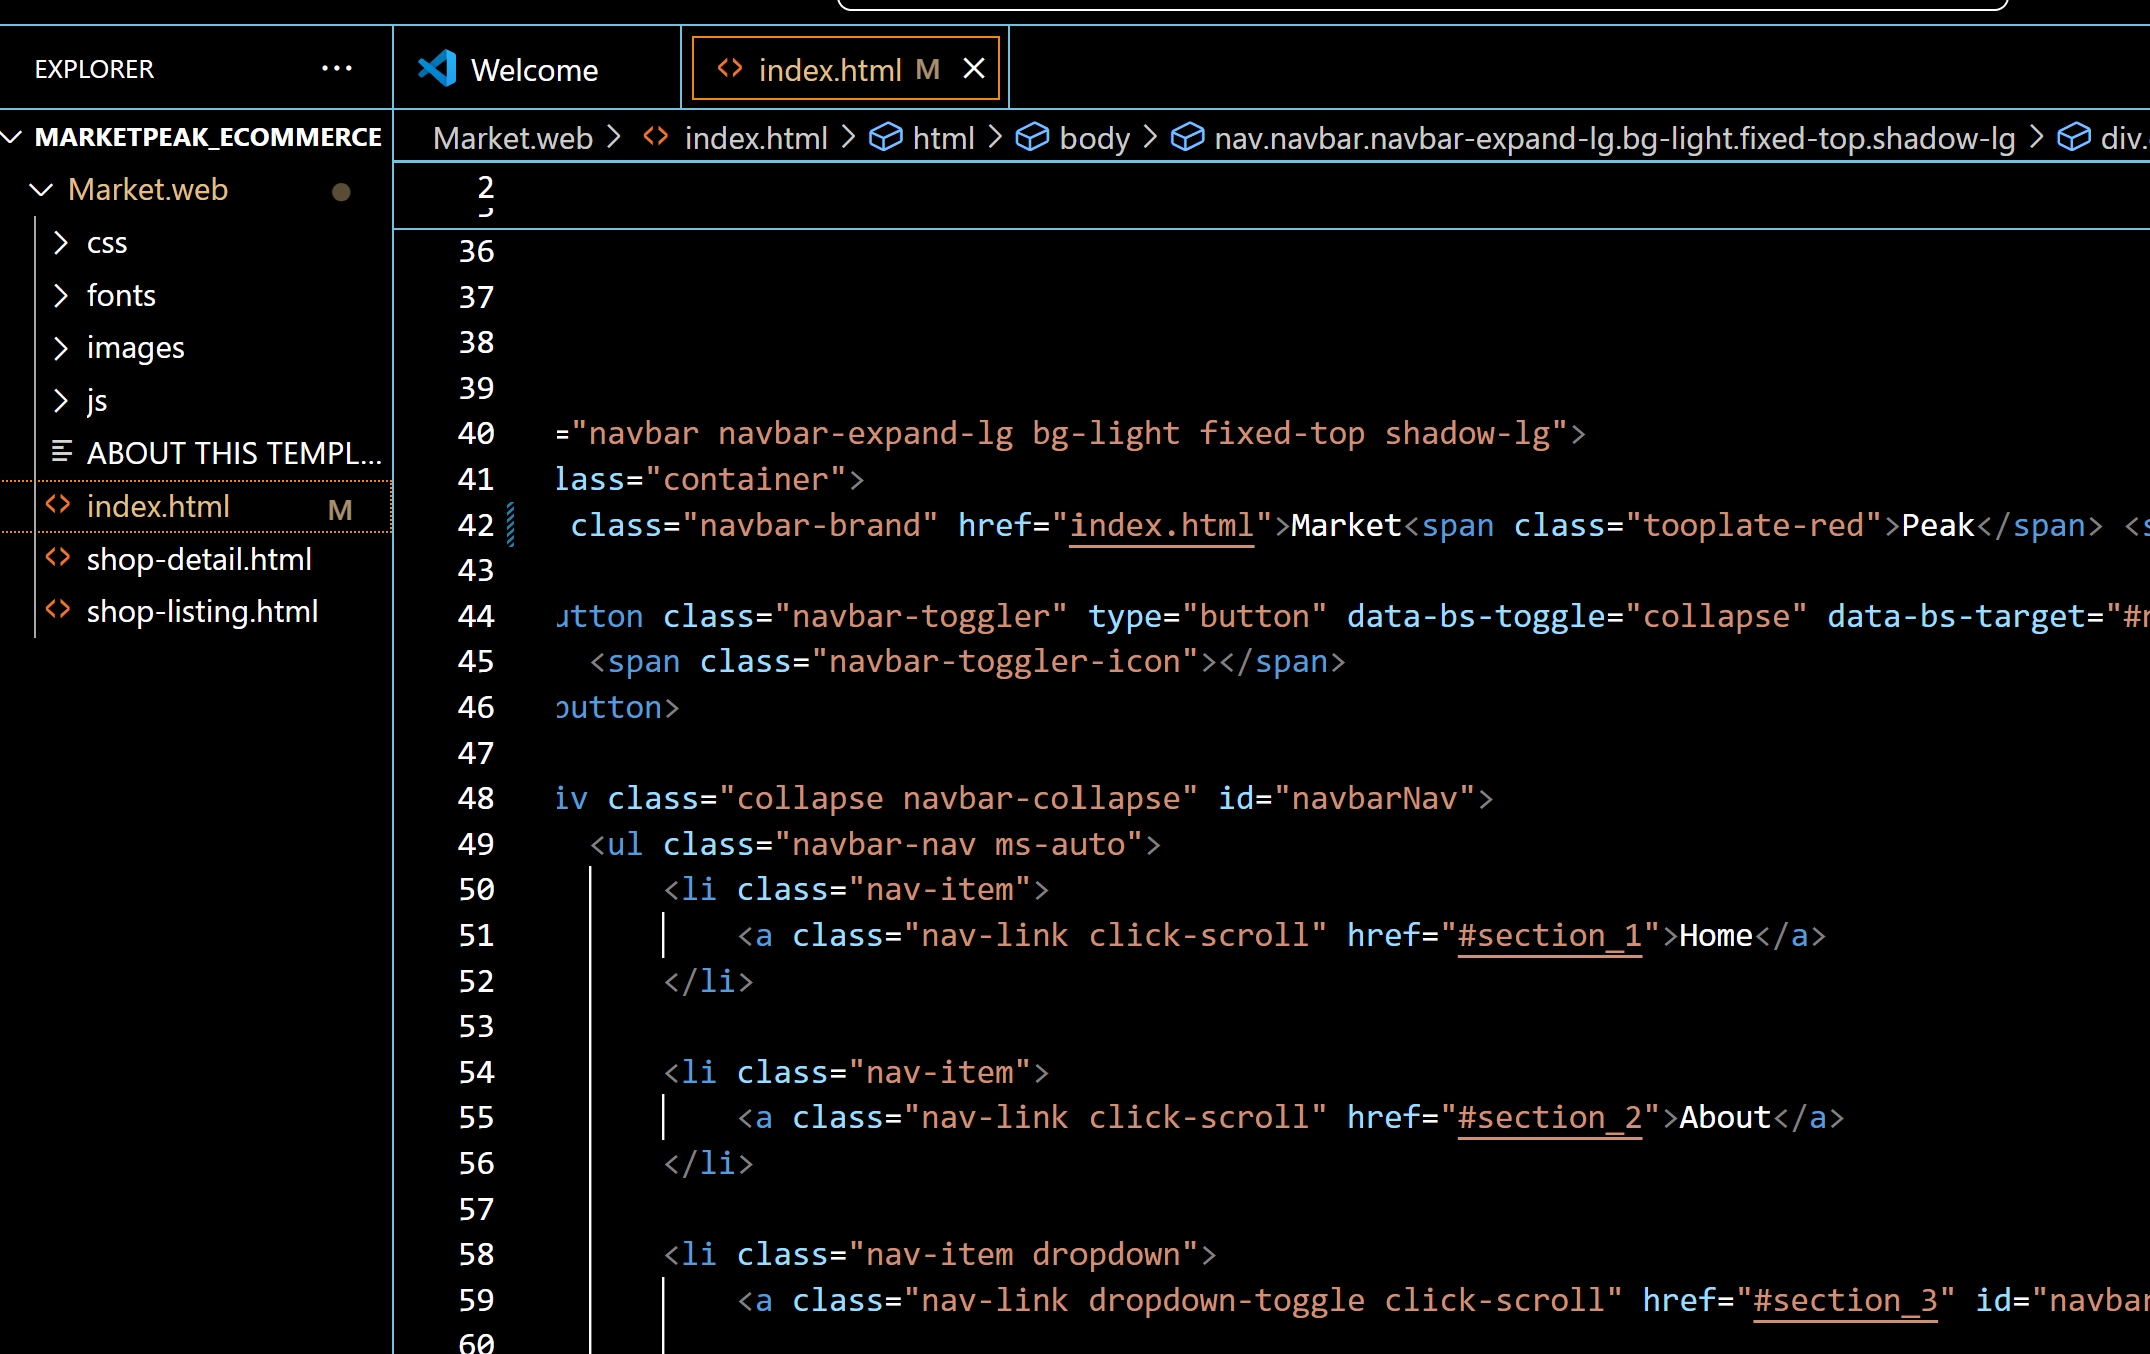 EXPLORER ...
Welcome
index.html M
MARKETPEAK_ECOMMERCE
Market.web > index.html > html > body > nav.navbar.navbar-expand-lg.bg-light.fixed-top.shadow-lg > div.
Market.web
css
fonts
images
js
ABOUT THIS TEMPL...
index.html M
shop-detail.html
shop-listing.html
2
36
37
38
39
40 ="navbar navbar-expand-lg bg-light fixed-top shadow-lg">
41 lass="container">
42 class="navbar-brand" href="index.html">Market<span class="tooplate-red">Peak</span> <s
43
44 utton class="navbar-toggler" type="button" data-bs-toggle="collapse" data-bs-target="#n
45 <span class="navbar-toggler-icon"></span>
46 button>
47
48 iv class="collapse navbar-collapse" id="navbarNav">
49 <ul class="navbar-nav ms-auto">
50 <li class="nav-item">
51 <a class="nav-link click-scroll" href="#section_1">Home</a>
52 </li>
53
54 <li class="nav-item">
55 <a class="nav-link click-scroll" href="#section_2">About</a>
56 </li>
57
58 <li class="nav-item dropdown">
59 <a class="nav-link dropdown-toggle click-scroll" href="#section_3" id="navbar
60